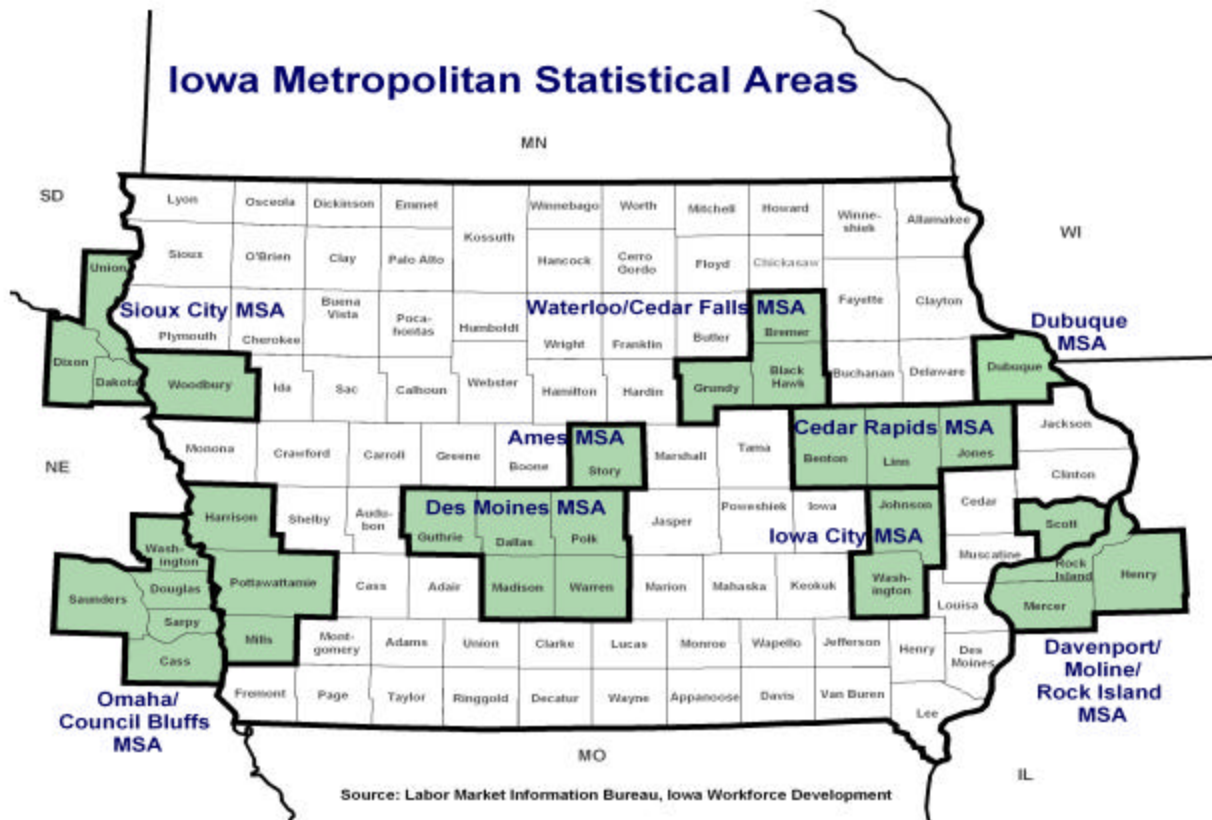 Iowa Metropolitan Statistical Areas
MN
SD
WI
Lyon
Osceola
Dickinson
Emmet
Kossuth
Winnebago
Worth
Mitchell
Howard
Winne-
shiek
Allamakee
Sioux
O'Brien
Clay
Palo Alto
Hancock
Cerro
Gordo
Floyd
Chickasaw
Union
Sioux City MSA
Plymouth
Cherokee
Buena
Vista
Poca-
hontas
Humboldt
Waterloo/Cedar Falls MSA
Wright
Franklin
Butler
Bremer
Fayette
Clayton
Dubuque
MSA
Dixon
Dakota
Woodbury
Ida
Sac
Calhoun
Webster
Hamilton
Hardin
Grundy
Black
Hawk
Buchanan
Delaware
Dubuque
NE
Monona
Crawford
Carroll
Greene
Boone
Ames MSA
Story
Marshall
Tama
Cedar Rapids MSA
Benton
Linn
Jones
Jackson
Clinton
Harrison
Shelby
Audu-
bon
Des Moines MSA
Guthrie
Dallas
Polk
Jasper
Poweshiek
Iowa
Johnson
Iowa City MSA
Cedar
Scott
Muscatine
Wash-
ington
Saunders
Douglas
Sarpy
Cass
Pottawattamie
Mills
Cass
Adair
Madison
Warren
Marion
Mahaska
Keokuk
Wash-
ington
Louisa
Rock
Island
Henry
Mercer
Mont-
gomery
Adams
Union
Clarke
Lucas
Monroe
Wapello
Jefferson
Henry
Des
Moines
Fremont
Page
Taylor
Ringgold
Decatur
Wayne
Appanoose
Davis
Van Buren
Lee
Omaha/
Council Bluffs
MSA
Davenport/
Moline/
Rock Island
MSA
MO
IL
Source: Labor Market Information Bureau, Iowa Workforce Development